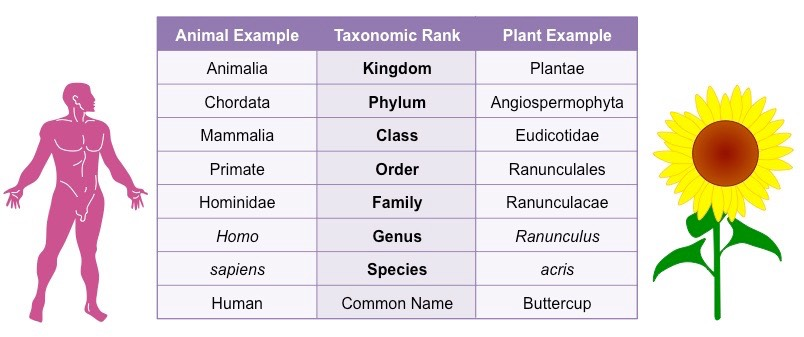 Animal Example Taxonomic Rank Plant Example
Animalia Kingdom Plantae
Chordata Phylum Angiospermophyta
Mammalia Class Eudicotidae
Primate Order Ranunculales
Hominidae Family Ranunculacae
Homo Genus Ranunculus
sapiens Species acris
Human Common Name Buttercup